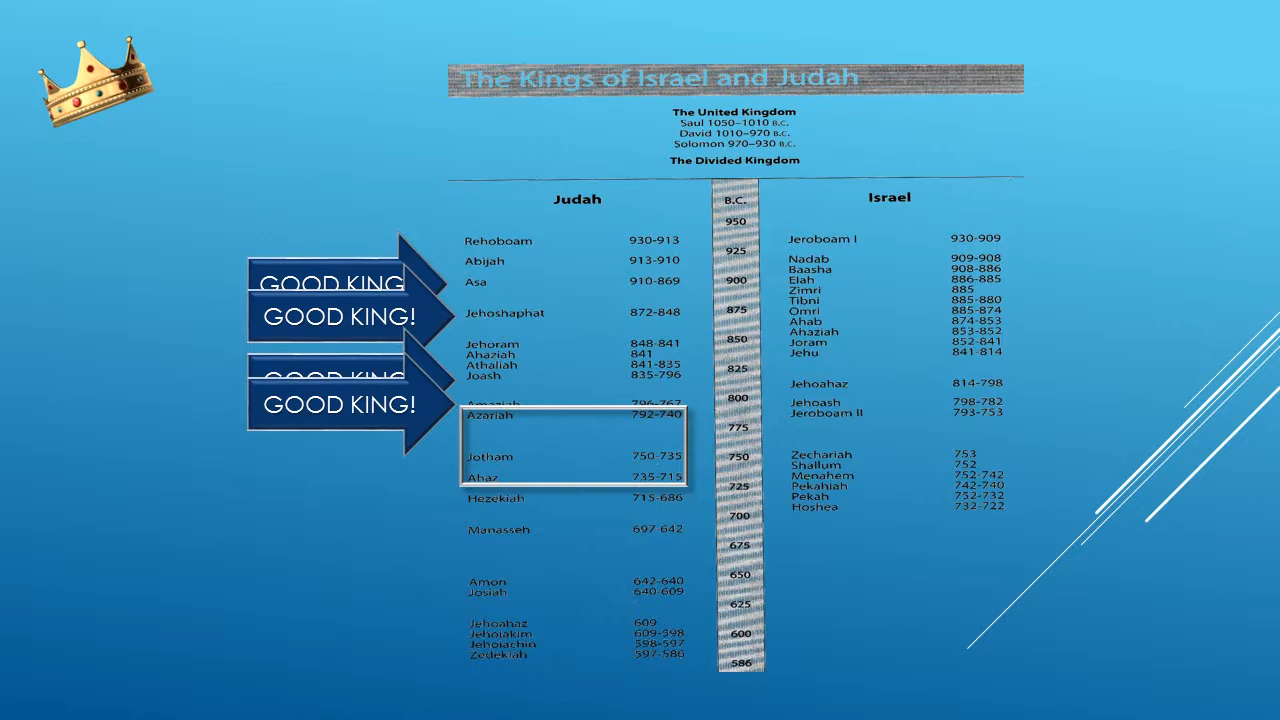 The Kings of Israel and Judah
The United Kingdom
Saul 1050–1010 B.C.
David 1010–970 B.C.
Solomon 970–930 B.C.
The Divided Kingdom
Judah
Rehoboam 930-913
Abijah 913-910
Asa 910-869
Jehoshaphat 872-848
Jehoram 848-841
Ahaziah 841
Athaliah 841-835
Joash 835-796
Amaziah 796-767
Azariah 792-740
Jotham 750-735
Ahaz 735-715
Hezekiah 715-686
Manasseh 697-642
Amon 642-640
Josiah 640-609
Jehoahaz 609
Jehoiakim 609-598
Jehoiachin 598-597
Zedekiah 597-586
B.C.
950
925
900
875
850
825
800
775
750
725
700
675
650
625
600
586
Israel
Jeroboam I 930-909
Nadab 909-908
Baasha 908-886
Elah 886-885
Zimri 885
Tibni 885-880
Omri 885-874
Ahab 874-853
Ahaziah 853-852
Joram 852-841
Jehu 841-814
Jehoahaz 814-798
Jehoash 798-782
Jeroboam II 793-753
Zechariah 753
Shallum 752
Menahem 752-742
Pekahiah 742-740
Pekah 752-732
Hoshea 732-722
GOOD KING
GOOD KING!
GOOD KING
GOOD KING!